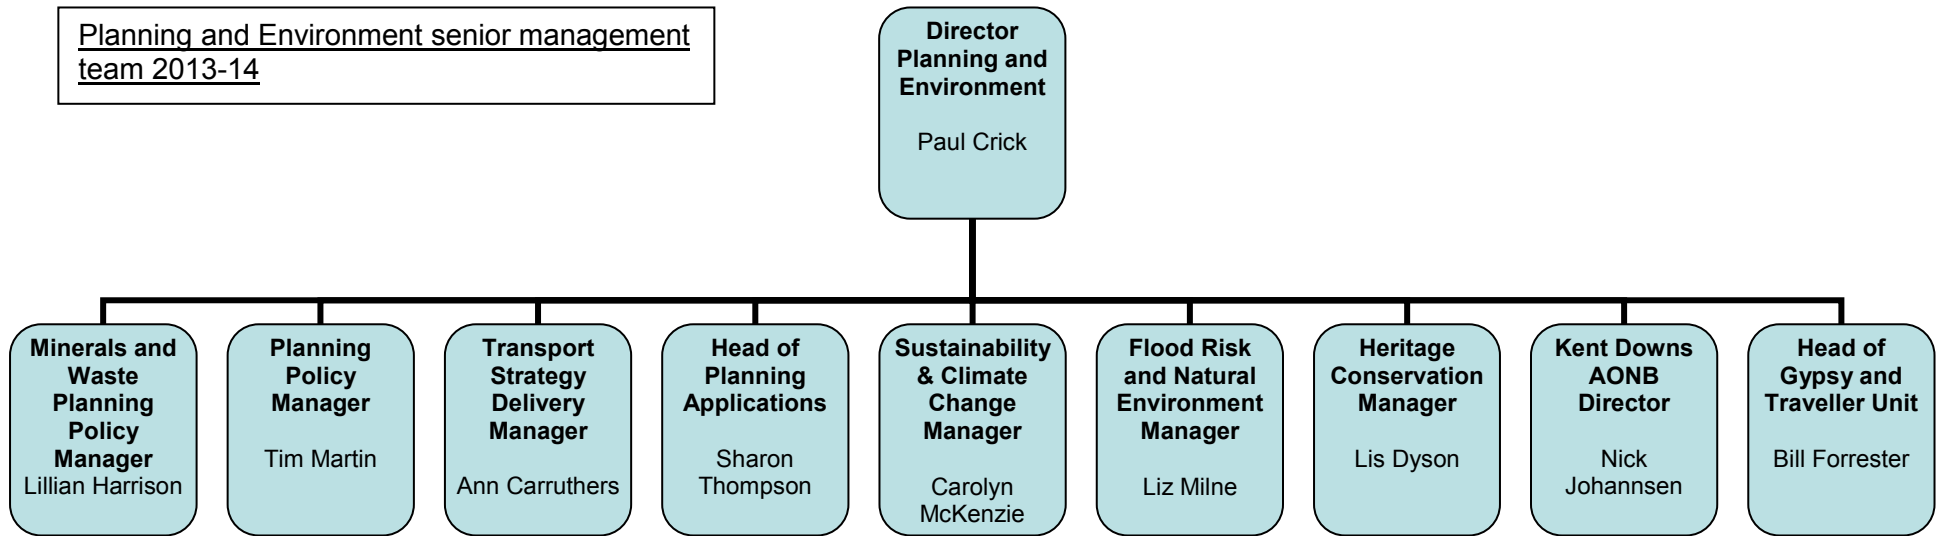 Planning and Environment senior management
team 2013-14
Director
Planning and
Environment
Paul Crick
Minerals and
Waste
Planning
Policy
Manager
Lillian Harrison
Planning
Policy
Manager
Tim Martin
Transport
Strategy
Delivery
Manager
Ann Carruthers
Head of
Planning
Applications
Sharon
Thompson
Sustainability
& Climate
Change
Manager
Carolyn
McKenzie
Flood Risk
and Natural
Environment
Manager
Liz Milne
Heritage
Conservation
Manager
Lis Dyson
Kent Downs
AONB
Director
Nick
Johannsen
Head of
Gypsy and
Traveller Unit
Bill Forrester